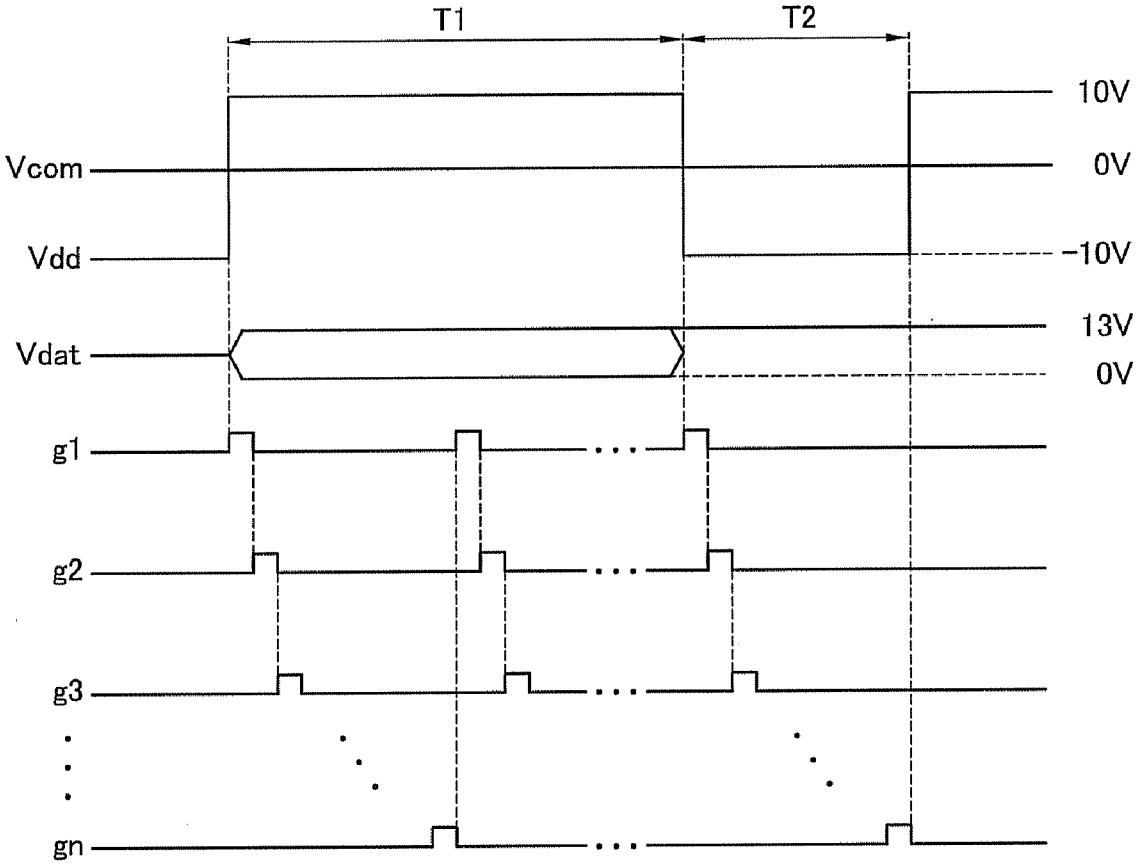 T1 T2
10V
Vcom 0V
Vdd -10V
13V
Vdat
0V
g1 ...
g2 ...
g3 ...
gn ...